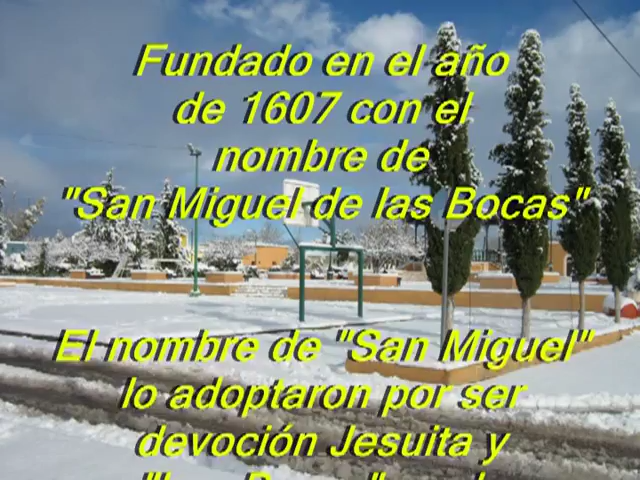 Fundado en el año
de 1607 con el
nombre de
"San Miguel de las Bocas"
El nombre de "San Miguel"
lo adoptaron por ser
devoción Jesuita y